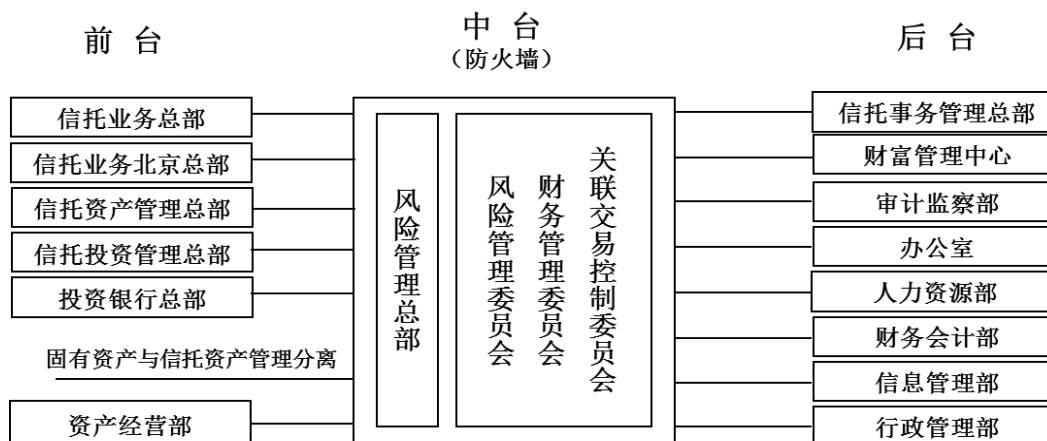 前台
中台
（防火墙）
后台
信托业务总部
信托业务北京总部
信托资产管理总部
信托投资管理总部
投资银行总部
固有资产与信托资产管理分离
资产经营部
风险管理总部
风险管理委员会
财务管理委员会
关联交易控制委员会
信托事务管理总部
财富管理中心
审计监察部
办公室
人力资源部
财务会计部
信息管理部
行政管理部